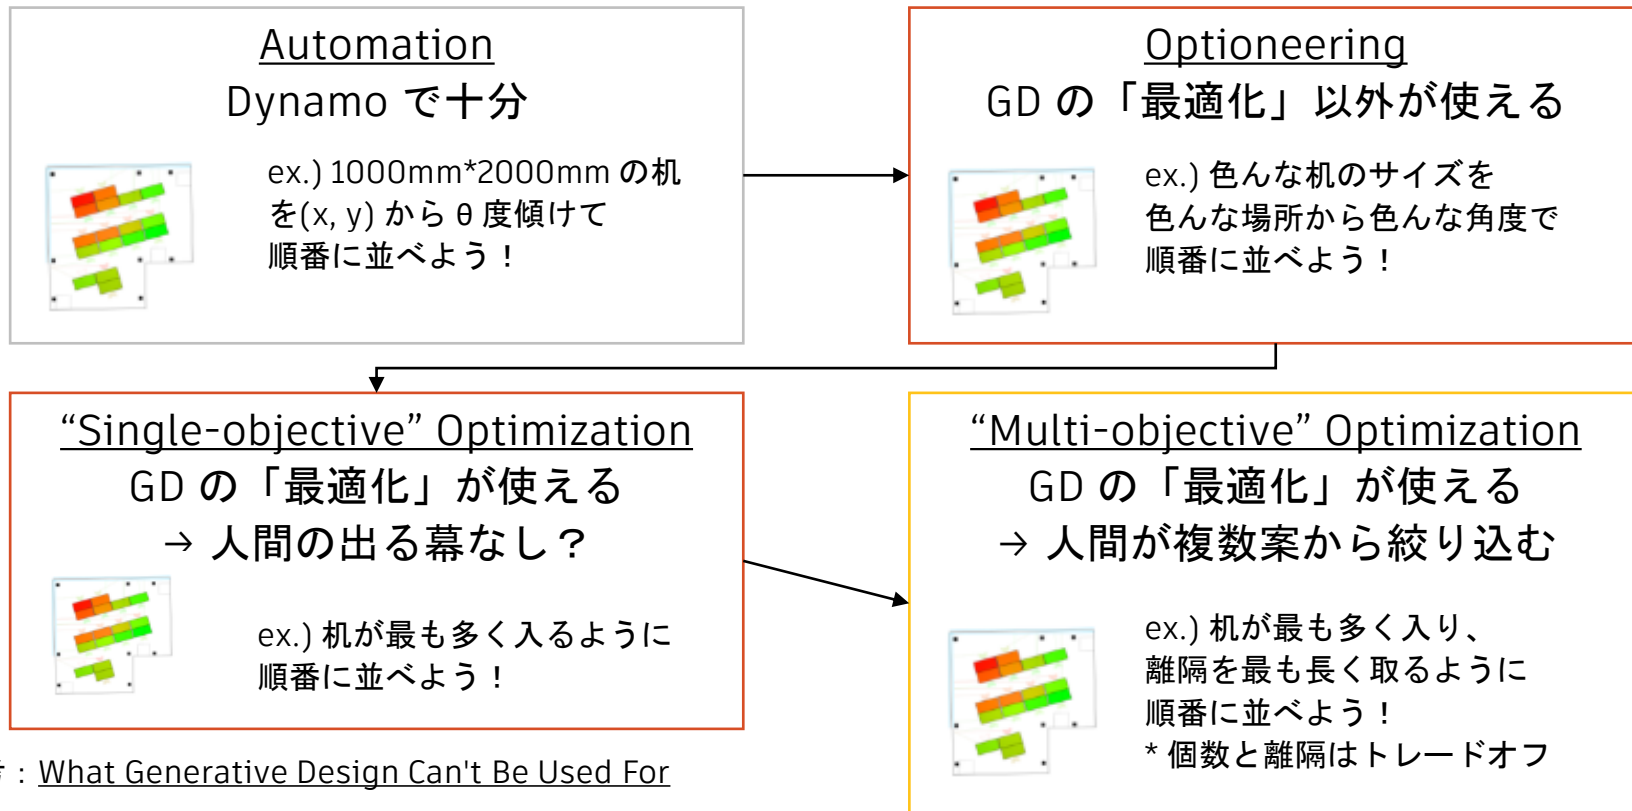 Automation
Dynamo で十分
ex.) 1000mm*2000mm の机
を(x, y) から θ 度傾けて
順番に並べよう！
Optioneering
GD の「最適化」以外が使える
ex.) 色んな机のサイズを
色んな場所から色んな角度で
順番に並べよう！
“Single-objective” Optimization
GD の「最適化」が使える
→ 人間の出る幕なし？
ex.) 机が最も多く入るように
順番に並べよう！
“Multi-objective” Optimization
GD の「最適化」が使える
→ 人間が複数案から絞り込む
ex.) 机が最も多く入り、
離隔を最も長く取るように
順番に並べよう！
* 個数と離隔はトレードオフ
: What Generative Design Can't Be Used For